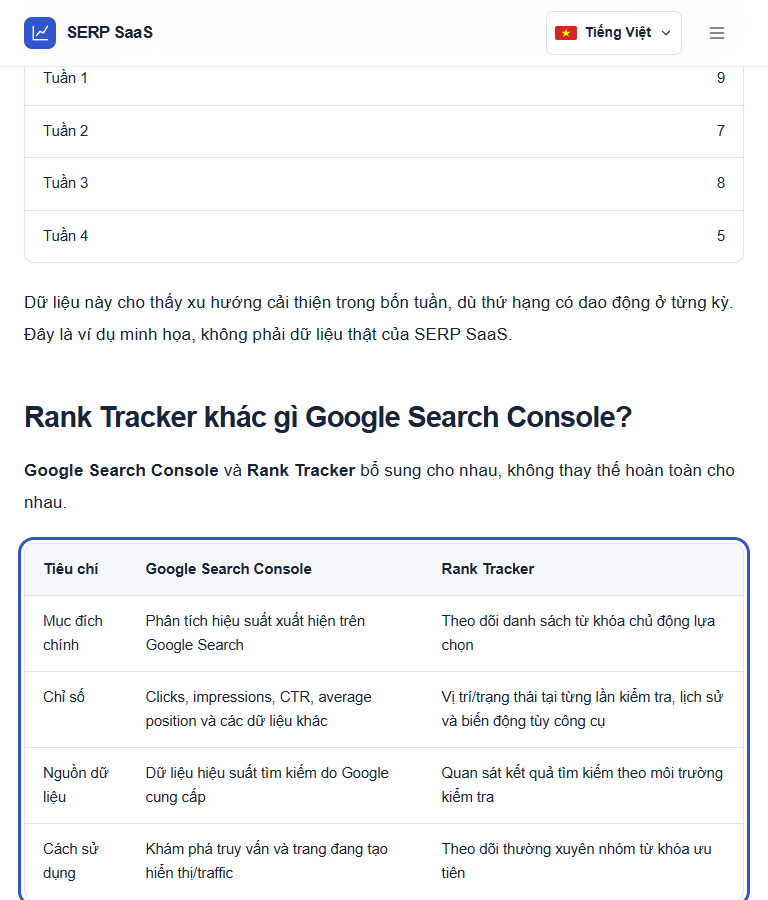 SERP SaaS
Tiếng Việt
Tuần 1 9
Tuần 2 7
Tuần 3 8
Tuần 4 5
Dữ liệu này cho thấy xu hướng cải thiện trong bốn tuần, dù thứ hạng có dao động ở từng kỳ.
Đây là ví dụ minh họa, không phải dữ liệu thật của SERP SaaS.
Rank Tracker khác gì Google Search Console?
Google Search Console và Rank Tracker bổ sung cho nhau, không thay thế hoàn toàn cho
nhau.
Tiêu chí Google Search Console Rank Tracker
Mục đích Phân tích hiệu suất xuất hiện trên Theo dõi danh sách từ khóa chủ động lựa
chính Google Search chọn
Chỉ số Clicks, impressions, CTR, average Vị trí/trạng thái tại từng lần kiểm tra, lịch sử
position và các dữ liệu khác và biến động tùy công cụ
Nguồn dữ Dữ liệu hiệu suất tìm kiếm do Google Quan sát kết quả tìm kiếm theo môi trường
liệu cung cấp kiểm tra
Cách sử Khám phá truy vấn và trang đang tạo Theo dõi thường xuyên nhóm từ khóa ưu
dụng hiển thị/traffic tiên